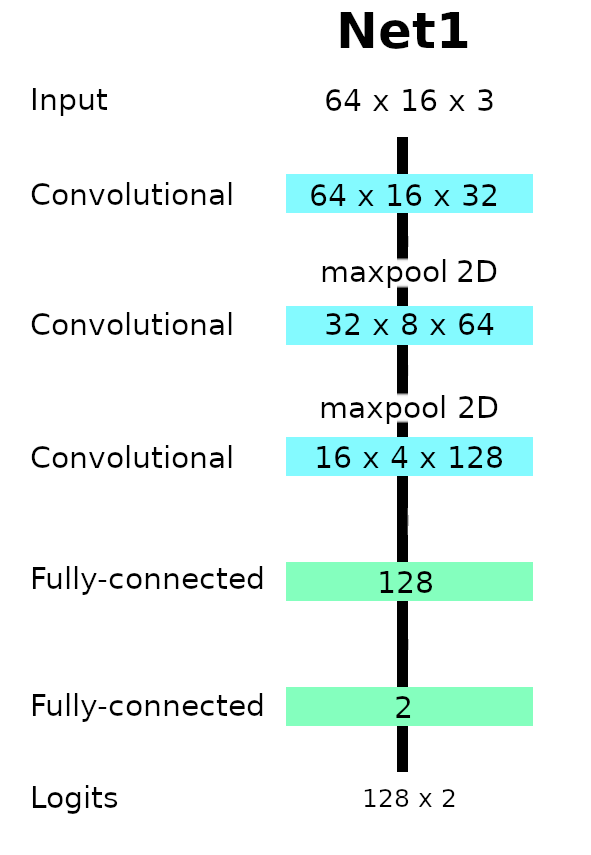 Net1
Input 64 x 16 x 3
Convolutional 64 x 16 x 32
maxpool 2D
Convolutional 32 x 8 x 64
maxpool 2D
Convolutional 16 x 4 x 128
Fully-connected 128
Fully-connected 2
Logits 128 x 2